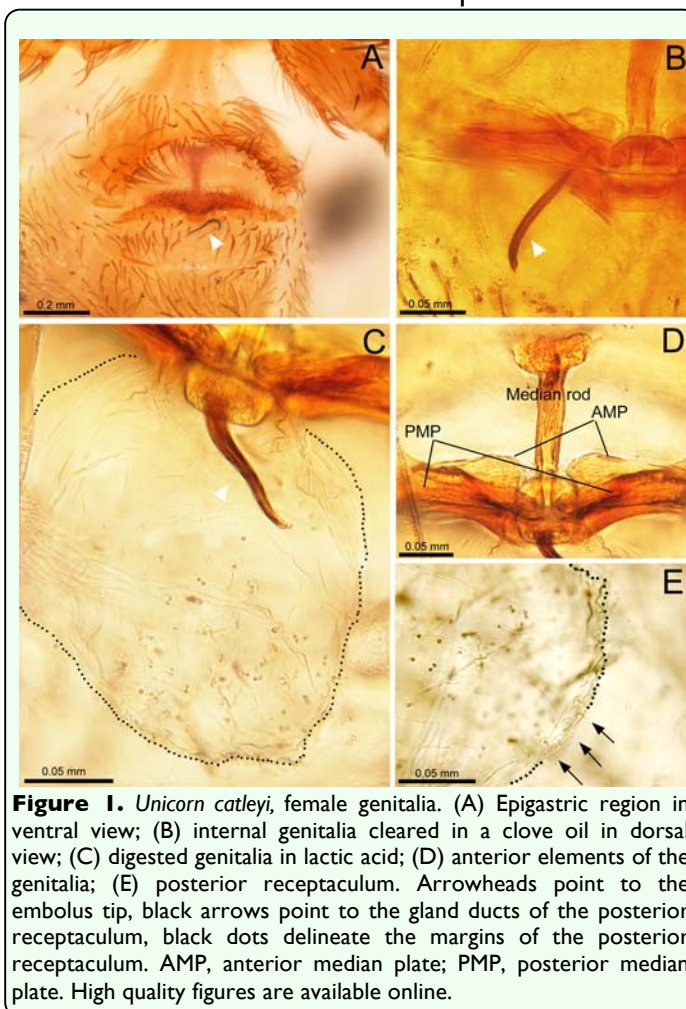 A
B
0.2 mm
0.05 mm
C
D
Median rod
AMP
PMP
0.05 mm
E
0.05 mm
0.05 mm
Figure 1. Unicorn catleyi, female genitalia. (A) Epigastric region in
ventral view; (B) internal genitalia cleared in a clove oil in dorsal
view; (C) digested genitalia in lactic acid; (D) anterior elements of the
genitalia; (E) posterior receptaculum. Arrowheads point to the
embolus tip, black arrows point to the gland ducts of the posterior
receptaculum, black dots delineate the margins of the posterior
receptaculum. AMP, anterior median plate; PMP, posterior median
plate. High quality figures are available online.